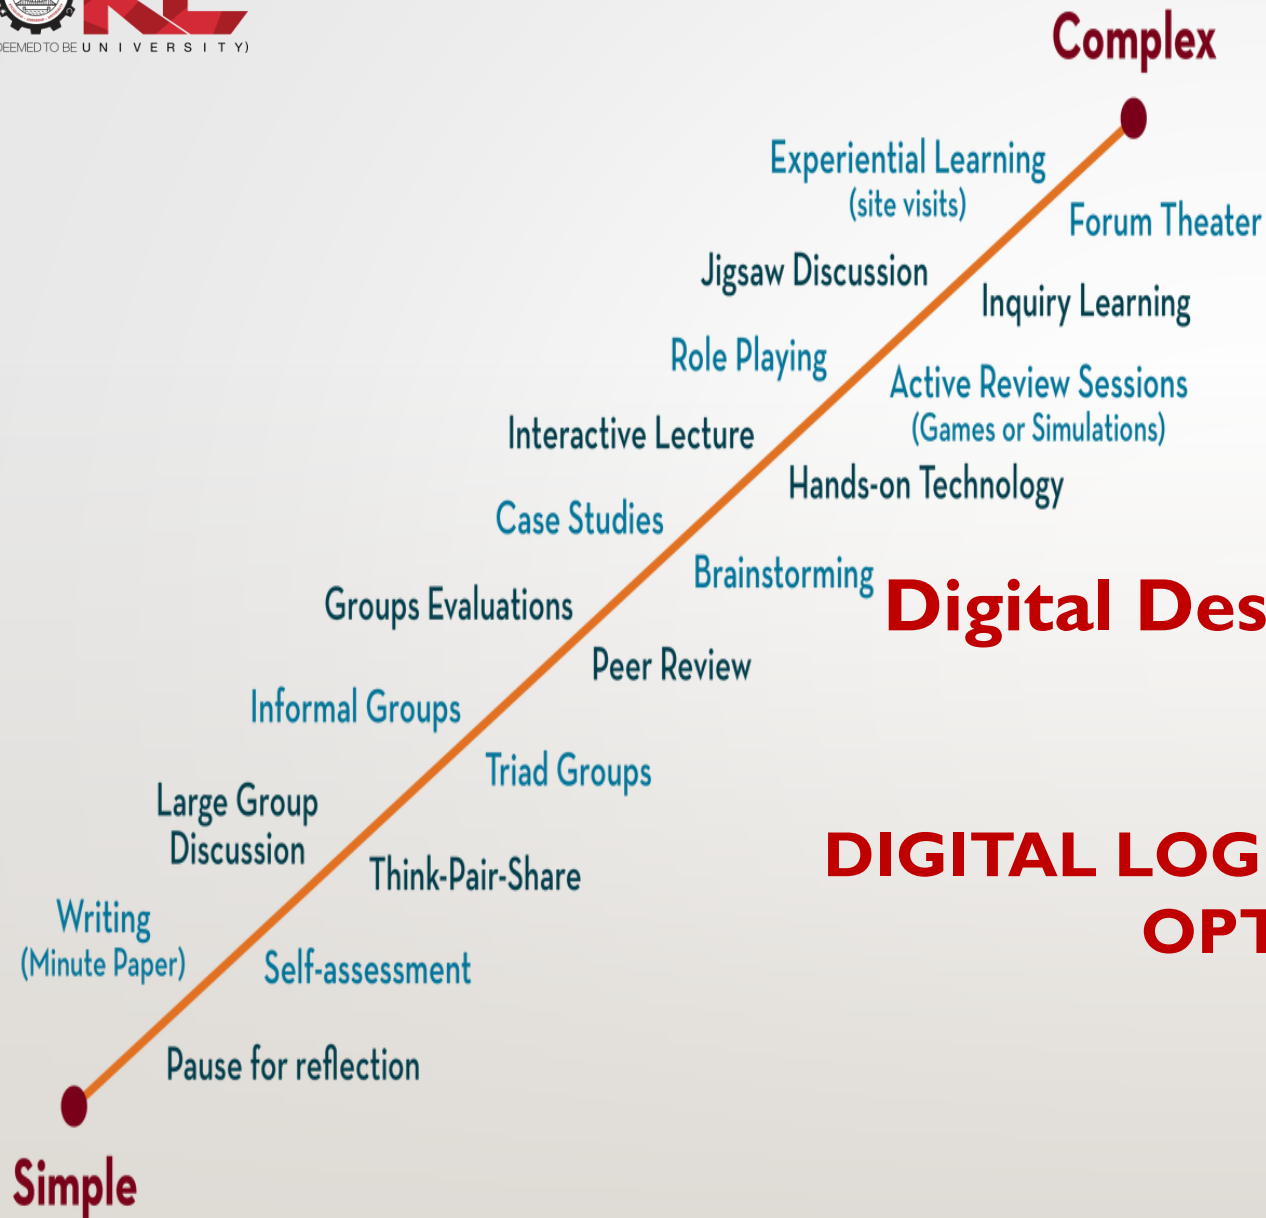 DEEMED TO BE UNIVERSITY)
Complex
Experiential Learning
(site visits)
Forum Theater
Jigsaw Discussion
Inquiry Learning
Role Playing
Active Review Sessions
(Games or Simulations)
Interactive Lecture
Hands-on Technology
Case Studies
Brainstorming
Digital Des
Groups Evaluations
Peer Review
Informal Groups
Triad Groups
Large Group
Discussion
DIGITAL LOG
Think-Pair-Share
OPT
Writing
(Minute Paper)
Self-assessment
Pause for reflection
Simple